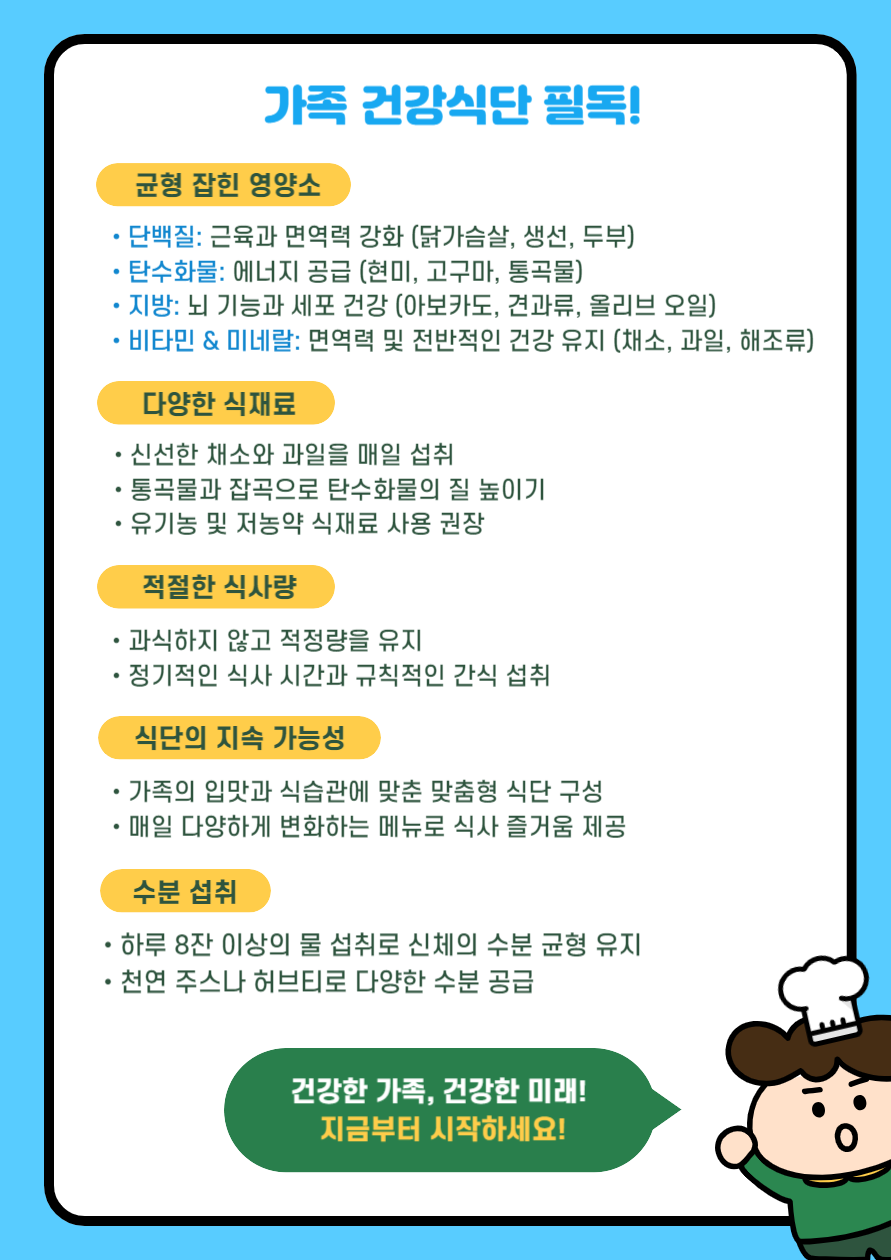 가족 건강식단 필독!
균형 잡힌 영양소
• 단백질: 근육과 면역력 강화 (닭가슴살, 생선, 두부)
• 탄수화물: 에너지 공급 (현미, 고구마, 통곡물)
• 지방: 뇌 기능과 세포 건강 (아보카도, 견과류, 올리브 오일)
• 비타민 & 미네랄: 면역력 및 전반적인 건강 유지 (채소, 과일, 해조류)
다양한 식재료
• 신선한 채소와 과일을 매일 섭취
• 통곡물과 잡곡으로 탄수화물의 질 높이기
• 유기농 및 저농약 식재료 사용 권장
적절한 식사량
• 과식하지 않고 적정량을 유지
• 정기적인 식사 시간과 규칙적인 간식 섭취
식단의 지속 가능성
• 가족의 입맛과 식습관에 맞춘 맞춤형 식단 구성
• 매일 다양하게 변화하는 메뉴로 식사 즐거움 제공
수분 섭취
• 하루 8잔 이상의 물 섭취로 신체의 수분 균형 유지
• 천연 주스나 허브티로 다양한 수분 공급
건강한 가족, 건강한 미래!
지금부터 시작하세요!